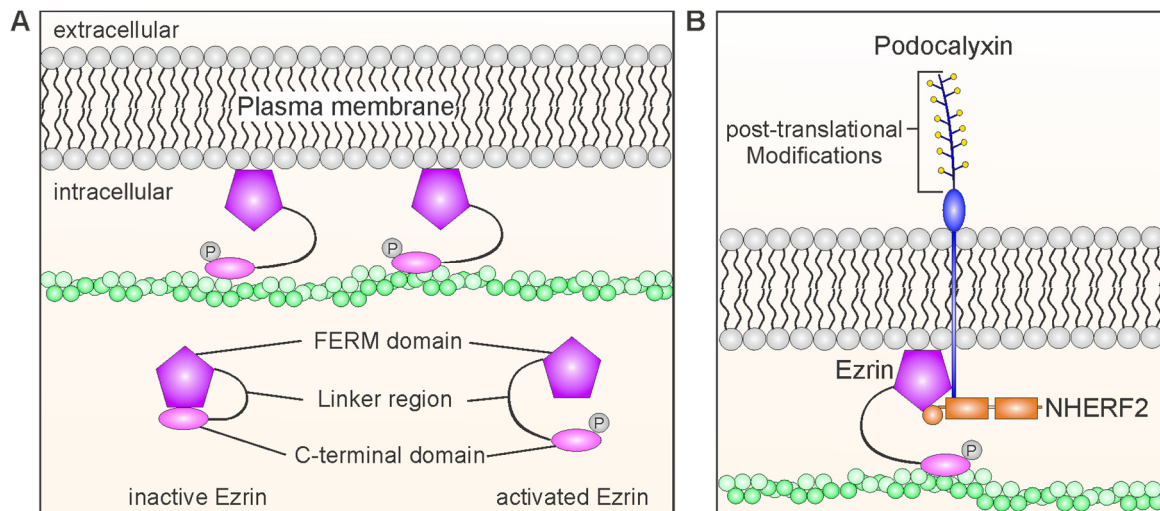 A
extracellular
Plasma membrane
intracellular
P
P
FERM domain
Linker region
P
C-terminal domain
inactive Ezrin
activated Ezrin
B
Podocalyxin
post-translational
Modifications
Ezrin
NHERF2
P